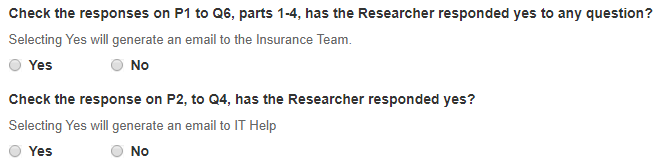 Check the responses on P1 to Q6, parts 1-4, has the Researcher responded yes to any question?
Selecting Yes will generate an email to the Insurance Team.
Yes No
Check the response on P2, to Q4, has the Researcher responded yes?
Selecting Yes will generate an email to IT Help
Yes No